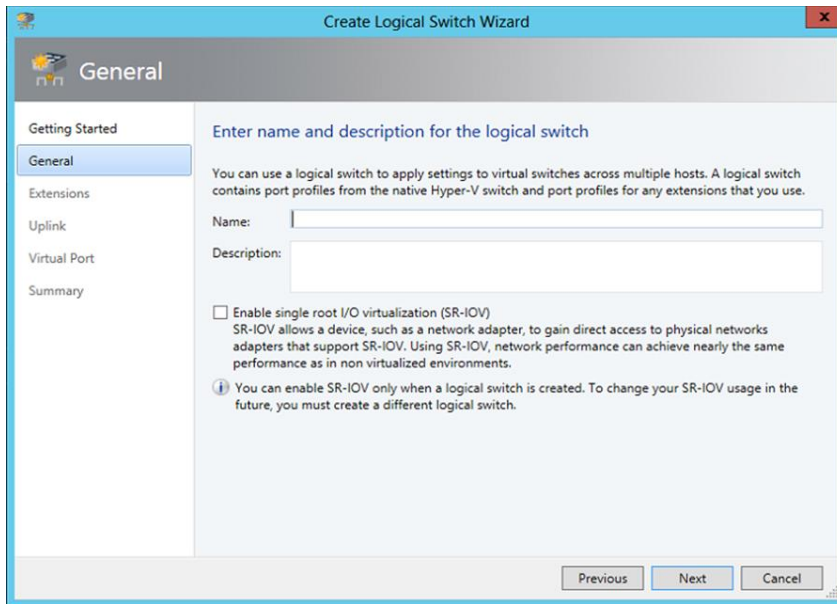 Create Logical Switch Wizard
x
General
Getting Started
General
Extensions
Uplink
Virtual Port
Summary
Enter name and description for the logical switch
You can use a logical switch to apply settings to virtual switches across multiple hosts. A logical switch
contains port profiles from the native Hyper-V switch and port profiles for any extensions that you use.
Name:
Description:
Enable single root I/O virtualization (SR-IOV)
SR-IOV allows a device, such as a network adapter, to gain direct access to physical networks
adapters that support SR-IOV. Using SR-IOV, network performance can achieve nearly the same
performance as in non virtualized environments.
You can enable SR-IOV only when a logical switch is created. To change your SR-IOV usage in the
future, you must create a different logical switch.
Previous
Next
Cancel